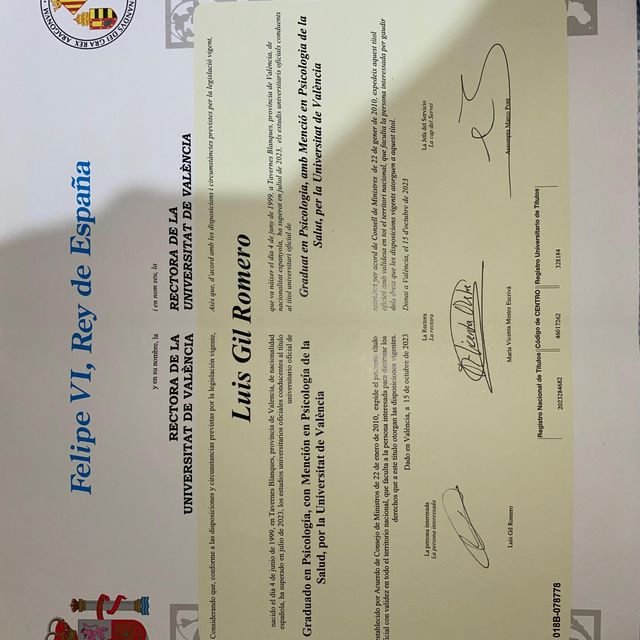 NANDVS DEI GRA REX ARAGONVM
Felipe VI, Rey de España
y en su nombre, la
RECTORA DE LA
UNIVERSITAT DE VALÈNCIA
Considerando que, conforme a las disposiciones y circunstancias previstas por la legislación vigente,
i en nom seu, la
RECTORA DE LA
UNIVERSITAT DE VALÈNCIA
Atés que, d'acord amb les disposicions i circumstàncies previstes per la legislació vigent,
Luis Gil Romero
nacido el 4 de junio de 1999, en Tavernes Blanques, provincia de Valencia, de nacionalidad
española, ha superado en julio de 2023, los estudios universitarios oficiales conducentes al título
universitario oficial de
Graduado en Psicología, con Mención en Psicología de la
Salud, por la Universitat de València
que va nàixer el 4 de juny de 1999, a Tavernes Blanques, província de València, de
nacionalitat espanyola, ha superat en juliol de 2023, els estudis universitaris oficials conduents
al títol universitari oficial de
Graduat en Psicologia, amb Menció en Psicologia de la
Salut, per la Universitat de València
establecido por Acuerdo de Consejo de Ministros de 22 de enero de 2010, expide el presente título
oficial con validez en todo el territorio nacional, que faculta a la persona interesada para disfrutar los
derechos que a este título otorgan las disposiciones vigentes.
Dado en València, a 15 de octubre de 2023
establert per acord de Consell de Ministres de 22 de gener de 2010, expedeix aquest títol
oficial amb validesa en tot el territori nacional, que faculta la persona interessada per gaudir
dels drets que les disposicions vigents atorguen a aquest títol.
Donat a València, el 15 d'octubre de 2023
La persona interesada
La persona interessada
Luis Gil Romero
La Rectora
La rectora
María Vicenta Mestre Escrivà
La Jefa del Servicio
La cap del Servei
Assumpta Marco Pont
Registro Nacional de Títulos
Código de CENTRO
Registro Universitario de Títulos
2023284682
46017262
328184
018B-078778